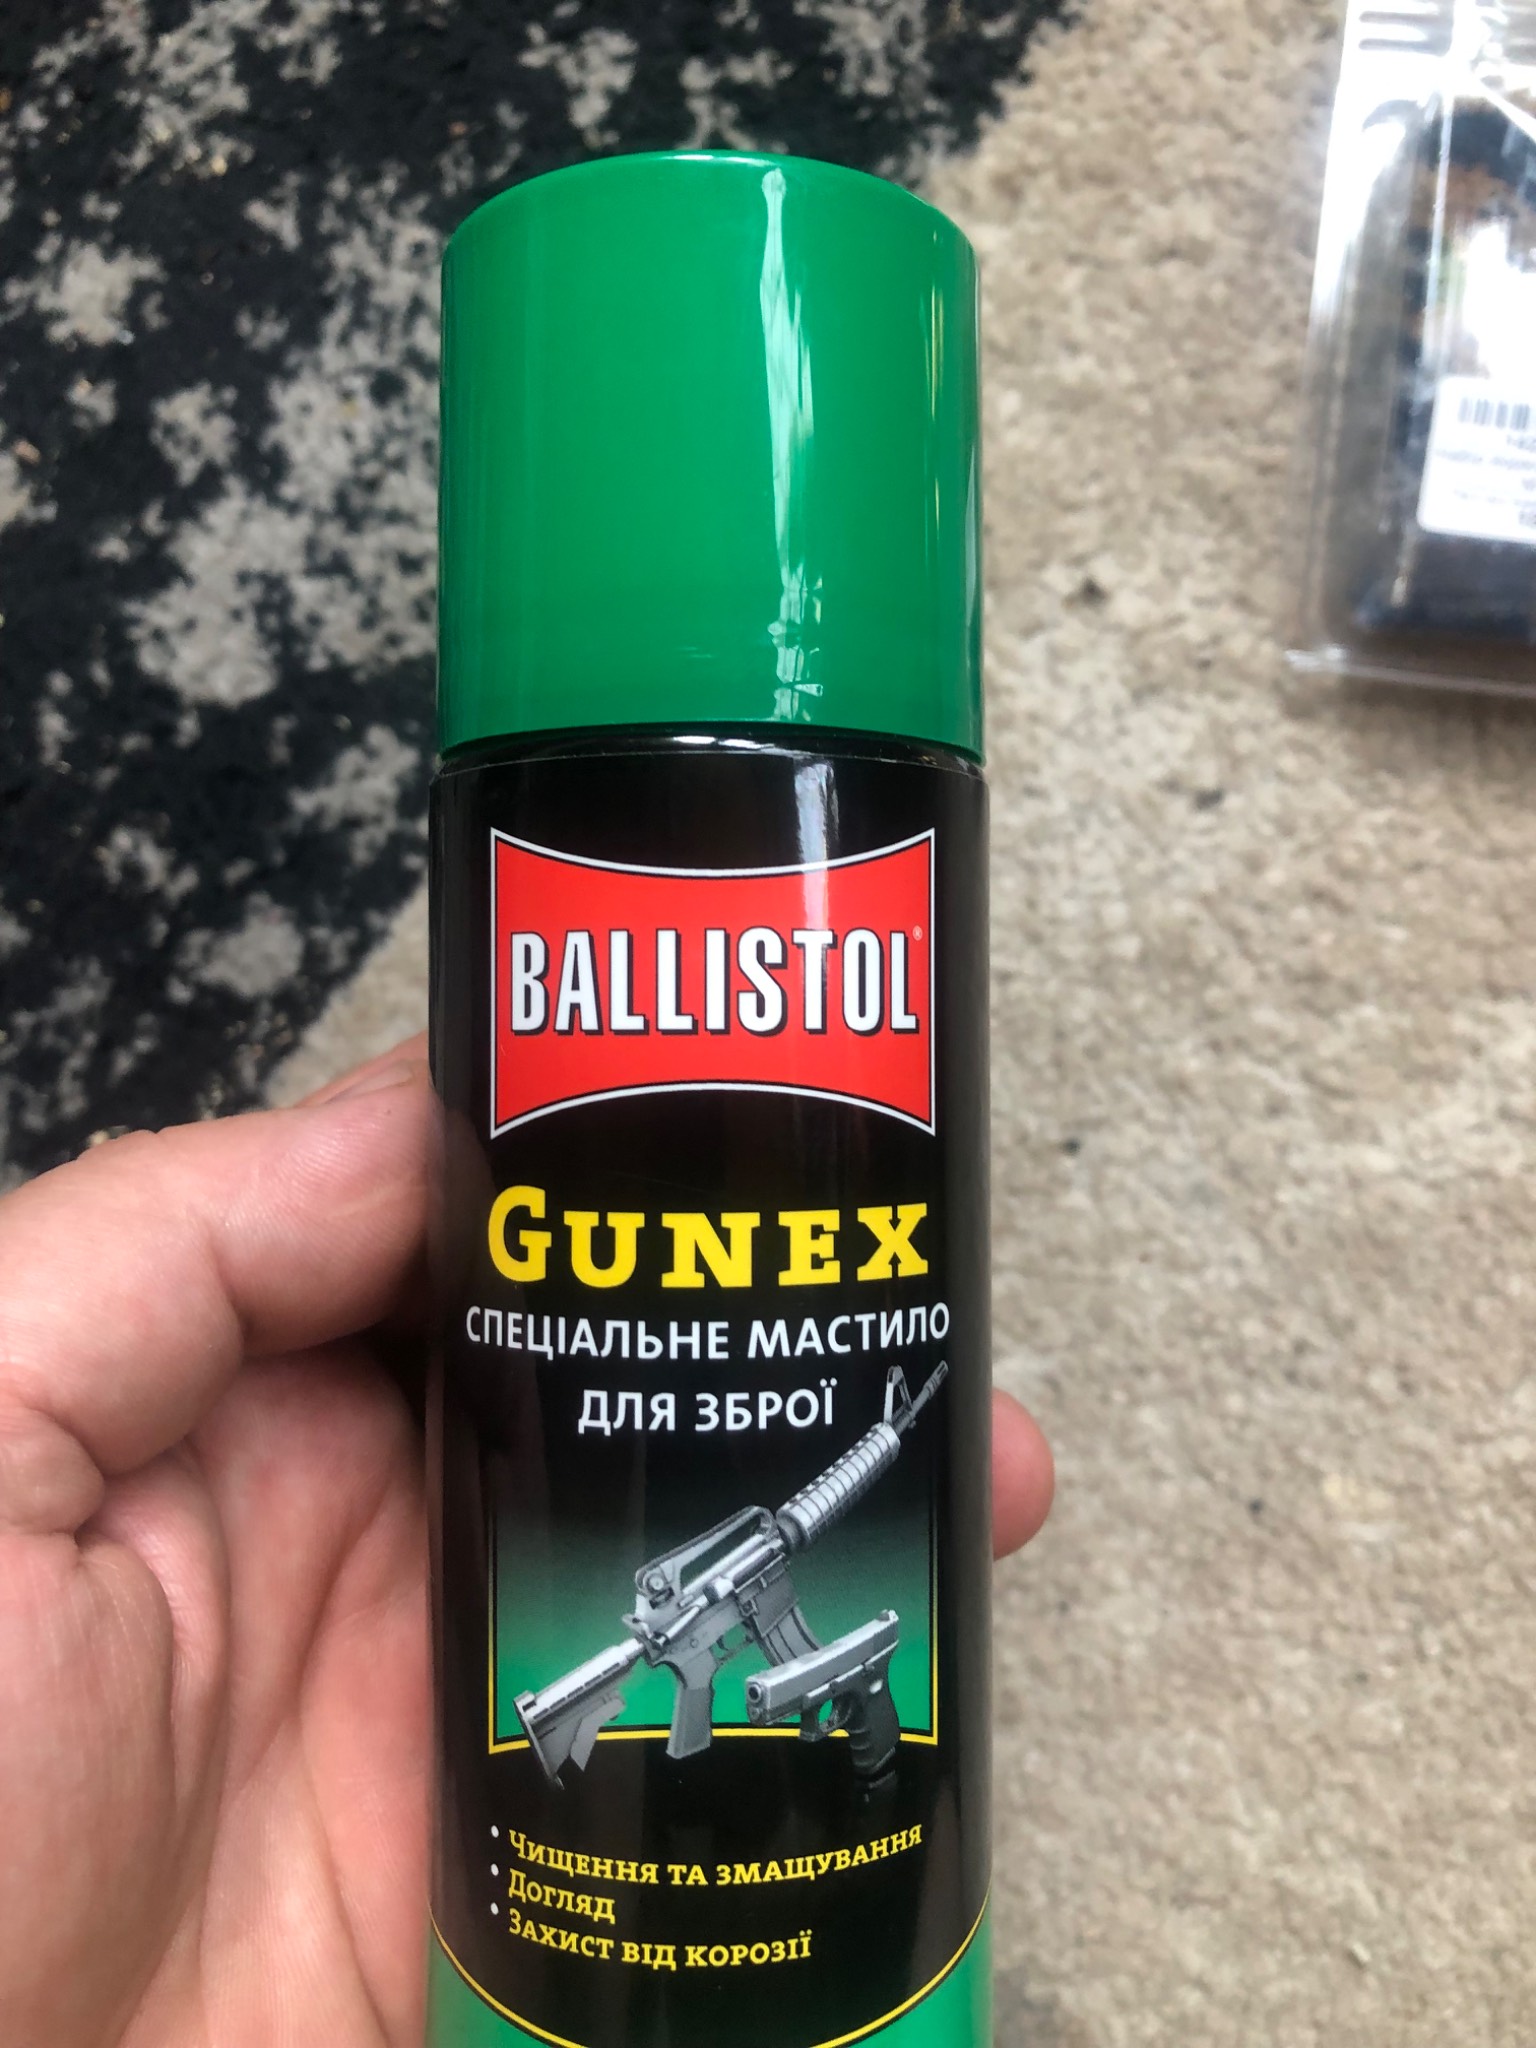 BALLISTOL®
GUNEX
СПЕЦІАЛЬНЕ МАСТИЛО
ДЛЯ ЗБРОЇ
• ЧИЩЕННЯ ТА ЗМАЩУВАННЯ
• ДОГЛЯД
• ЗАХИСТ ВІД КОРОЗІЇ